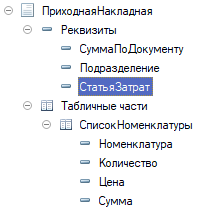 ПриходнаяНакладная
Реквизиты
СуммаПоДокументу
Подразделение
СтатьяЗатрат
Табличные части
СписокНоменклатуры
Номенклатура
Количество
Цена
Сумма